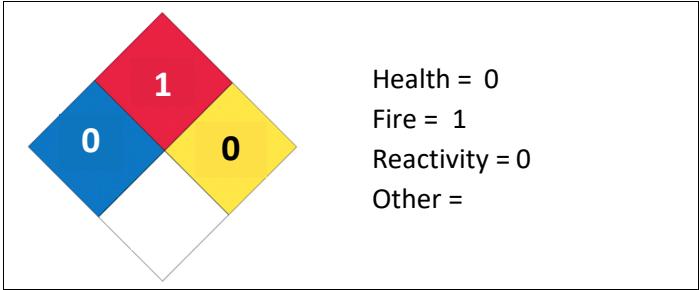 1
0
0
Health = 0
Fire = 1
Reactivity = 0
Other =